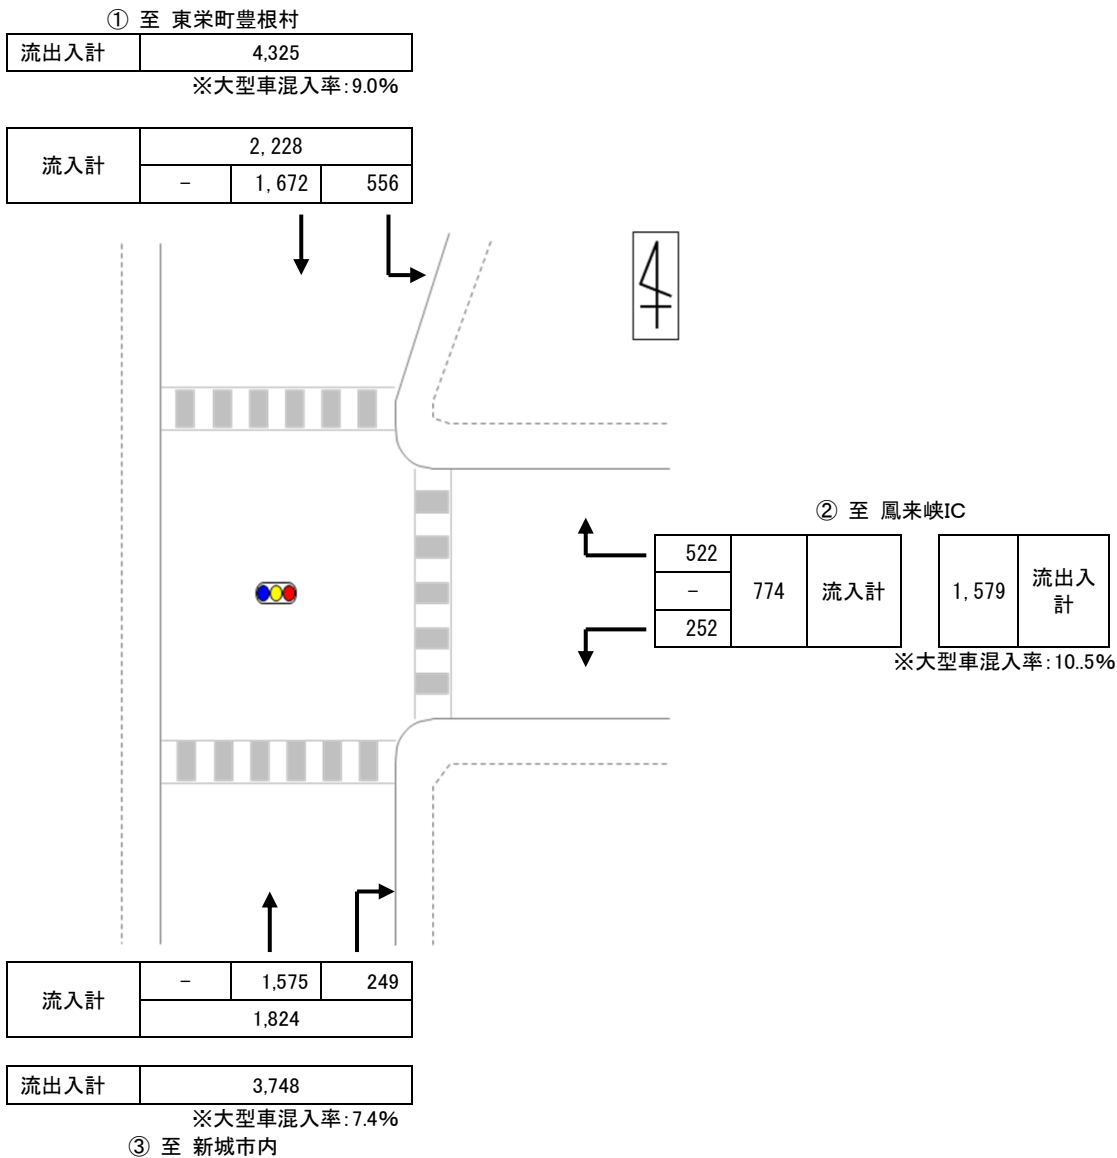 ① 至 東栄町豊根村
流出入計 4,325
※大型車混入率:9.0%
流入計 2,228
- 1,672 556
② 至 鳳来峡IC
522
- 774 流入計
252
1,579 流出入
計
※大型車混入率:10..5%
流入計 - 1,575 249
1,824
流出入計 3,748
※大型車混入率:7.4%
③ 至 新城市内